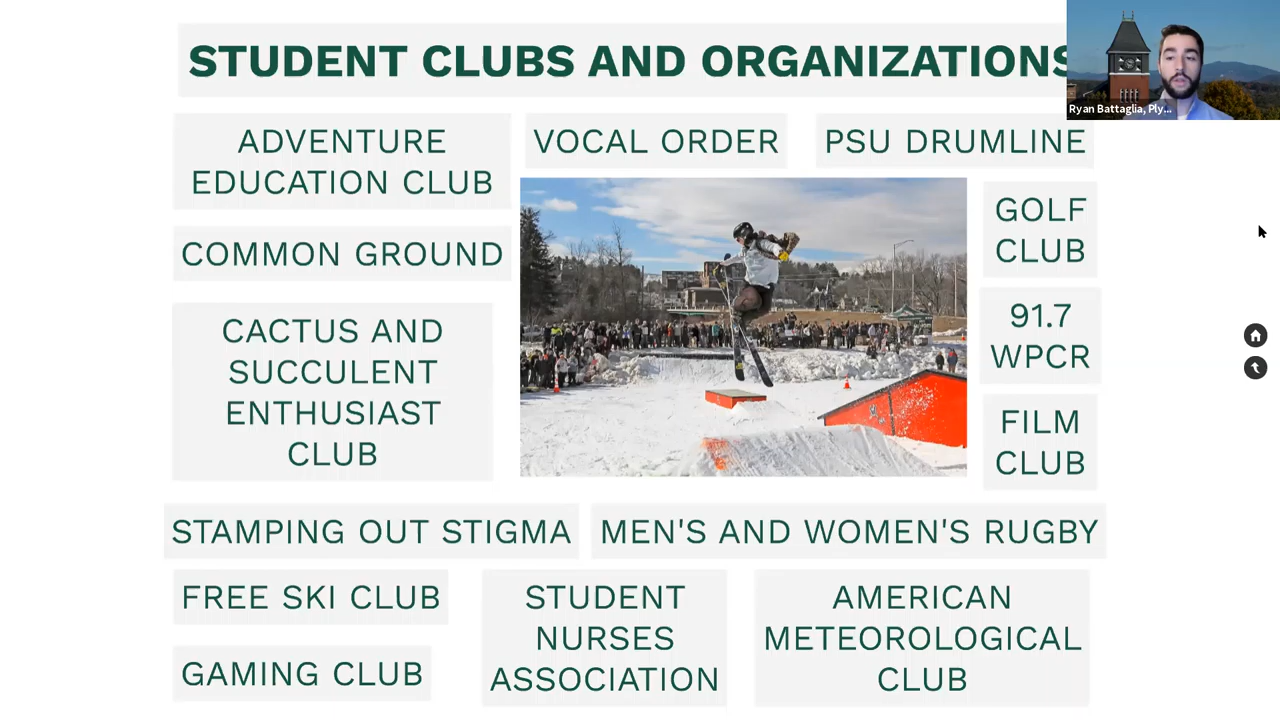 STUDENT CLUBS AND ORGANIZATIONS
Ryan Battaglia, Ply...
ADVENTURE
EDUCATION CLUB
VOCAL ORDER
PSU DRUMLINE
COMMON GROUND
GOLF
CLUB
CACTUS AND
SUCCULENT
ENTHUSIAST
CLUB
91.7
WPCR
FILM
CLUB
STAMPING OUT STIGMA
MEN'S AND WOMEN'S RUGBY
FREE SKI CLUB
STUDENT
NURSES
ASSOCIATION
AMERICAN
METEOROLOGICAL
CLUB
GAMING CLUB